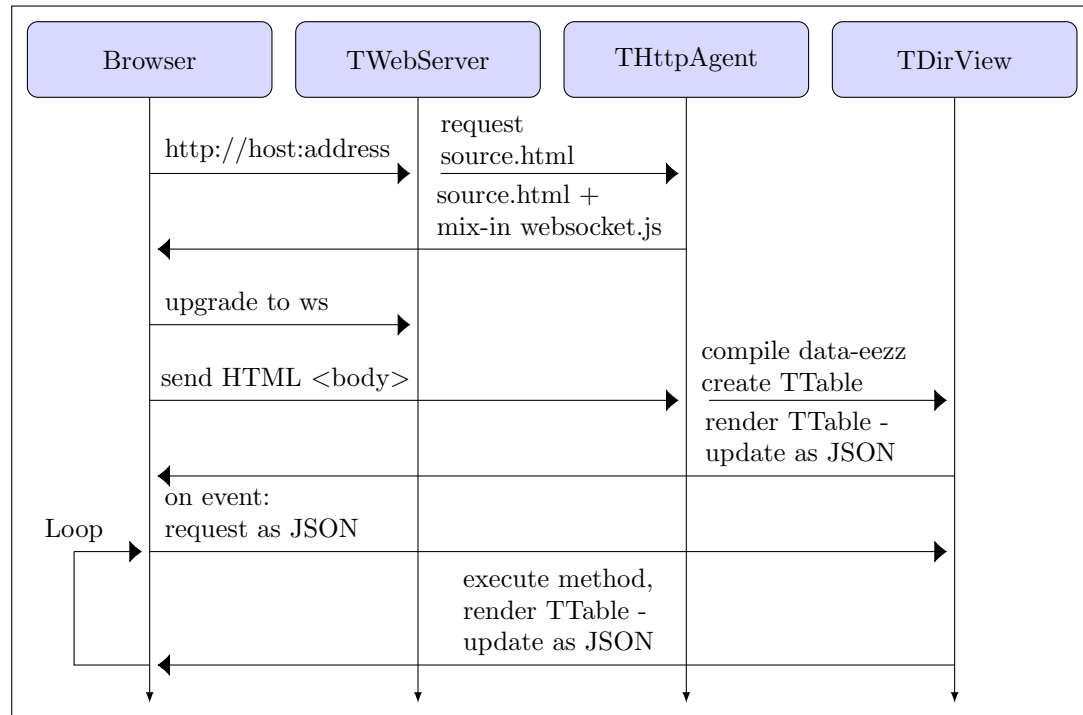 Browser
TWebServer
THttpAgent
TDirView
http://host:address
request
source.html
source.html +
mix-in websocket.js
upgrade to ws
send HTML <body>
compile data-eezz
create TTable
render TTable -
update as JSON
on event:
request as JSON
Loop
execute method,
render TTable -
update as JSON